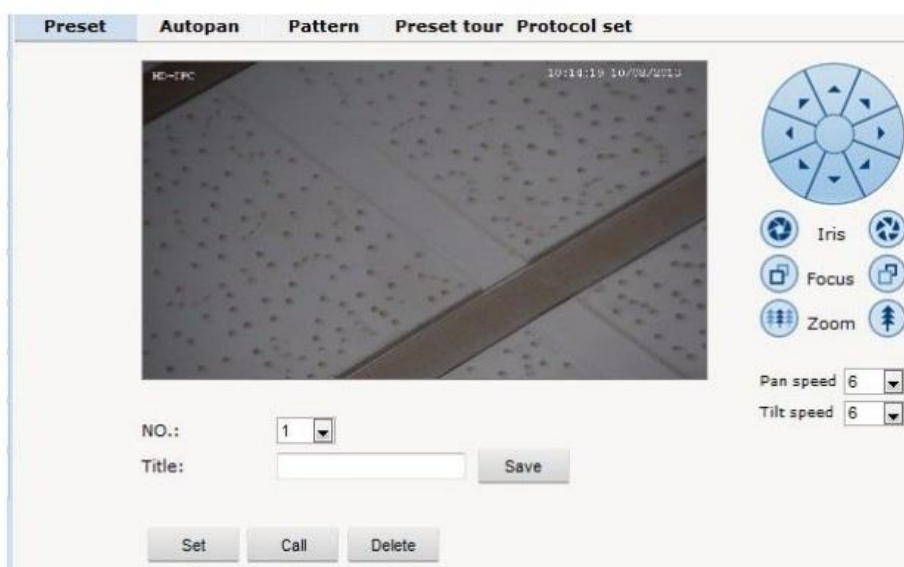 Preset Autopan Pattern Preset tour Protocol set
HD-IPC 10:14:19 10/08/2013
Iris
Focus
Zoom
Pan speed 6
Tilt speed 6
NO.: 1
Title: Save
Set Call Delete